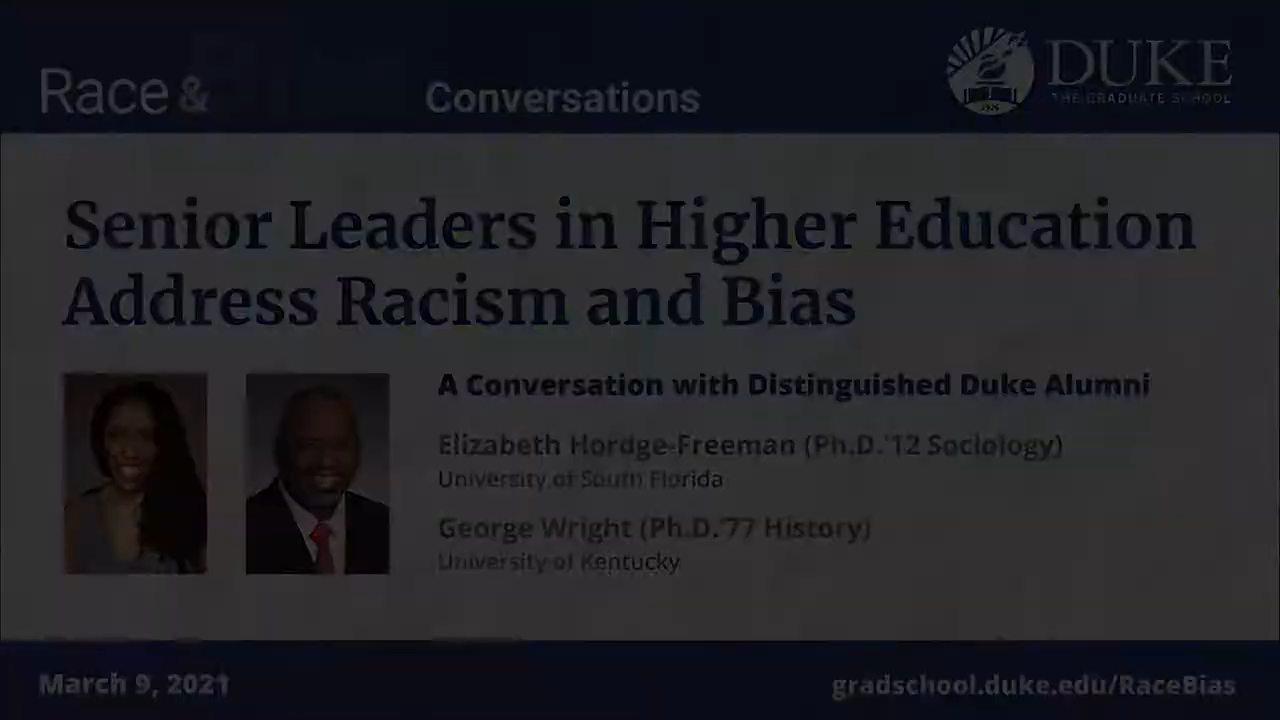 Race & Conversations
DUKE
THE GRADUATE SCHOOL
Senior Leaders in Higher Education
Address Racism and Bias
A Conversation with Distinguished Duke Alumni
Elizabeth Hordge-Freeman (Ph.D.'12 Sociology)
University of South Florida
George Wright (Ph.D.'77 History)
University of Kentucky
March 9, 2021
gradschool.duke.edu/RaceBias